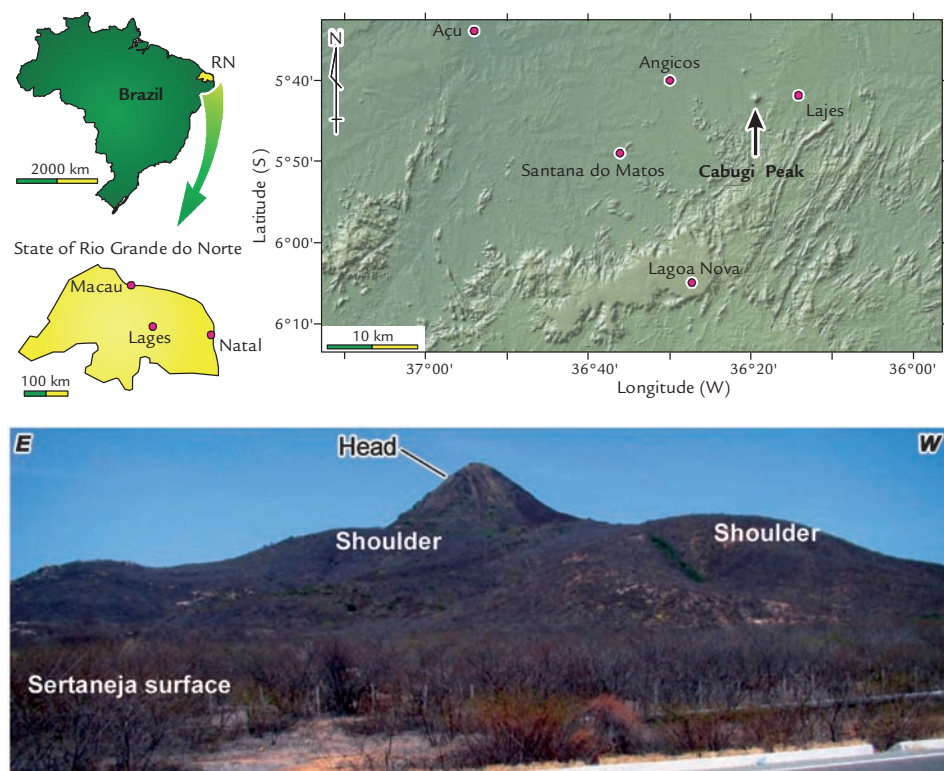 RN
Brazil
2000 km
State of Rio Grande do Norte
Macau
Lages
Natal
100 km
N
Açu
Angicos
Lajes
Santana do Matos
Cabugi Peak
Lagoa Nova
10 km
Latitude (S)
5°40'
5°50'
6°00'
6°10'
37°00'
36°40'
36°20'
36°00'
Longitude (W)
E
W
Head
Shoulder
Shoulder
Sertaneja surface